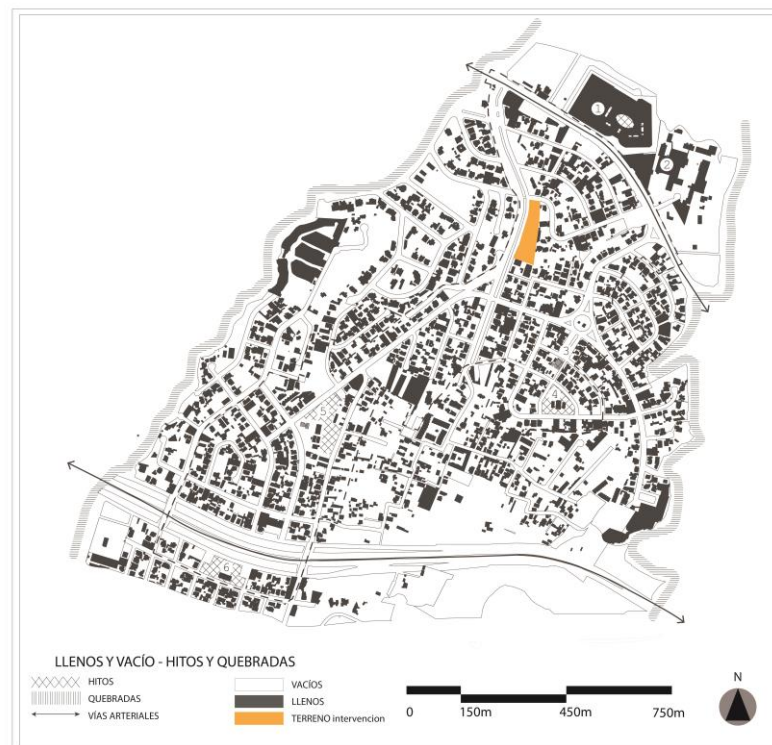 1
2
3
4
5
6
LLENOS Y VACÍO - HITOS Y QUEBRADAS
HITOS
QUEBRADAS
VÍAS ARTERIALES
VACÍOS
LLENOS
TERRENO intervencion
0 150m 450m 750m
N